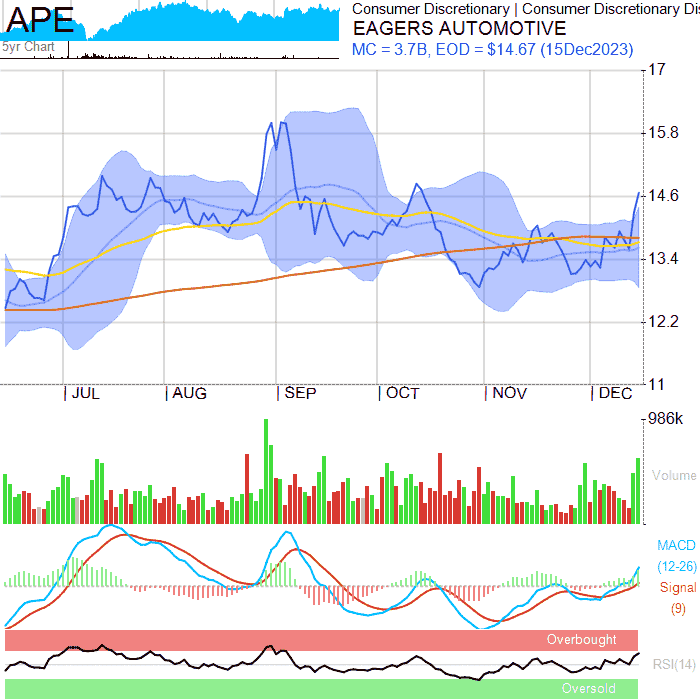 APE
5yr Chart
Consumer Discretionary | Consumer Discretionary Dis
EAGERS AUTOMOTIVE
MC = 3.7B, EOD = $14.67 (15Dec2023)
17
15.8
14.6
13.4
12.2
11
JUL AUG SEP OCT NOV DEC
986k
Volume
MACD
(12-26)
Signal
(9)
Overbought
RSI(14)
Oversold